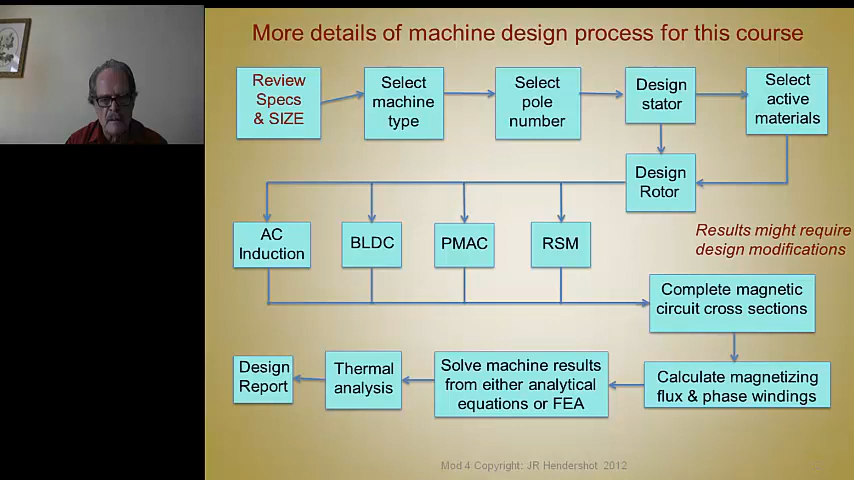 More details of machine design process for this course
Review
Specs
& SIZE
Select
machine
type
Select
pole
number
Design
stator
Select
active
materials
Design
Rotor
AC
Induction
BLDC
PMAC
RSM
Results might require
design modifications
Complete magnetic
circuit cross sections
Design
Report
Thermal
analysis
Solve machine results
from either analytical
equations or FEA
Calculate magnetizing
flux & phase windings
Mod 4 Copyright: JR Hendershot 2012